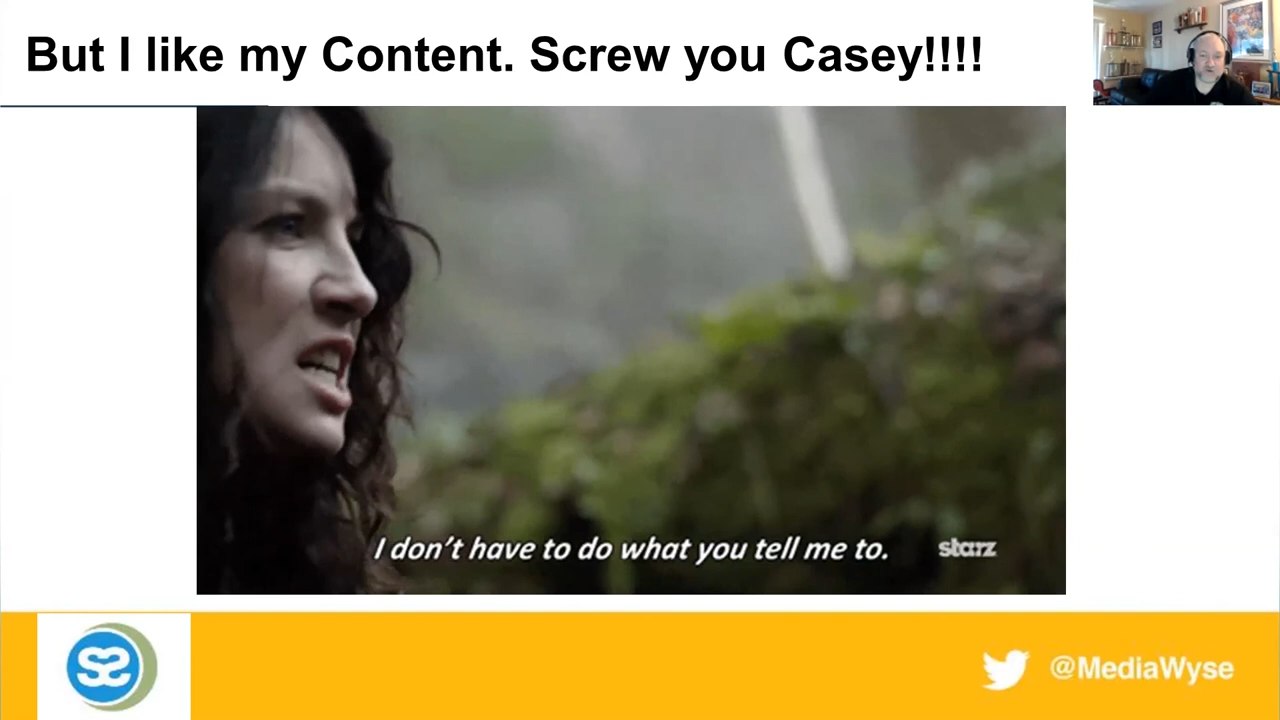 But I like my Content. Screw you Casey!!!!
I don't have to do what you tell me to.
starz
@MediaWyse